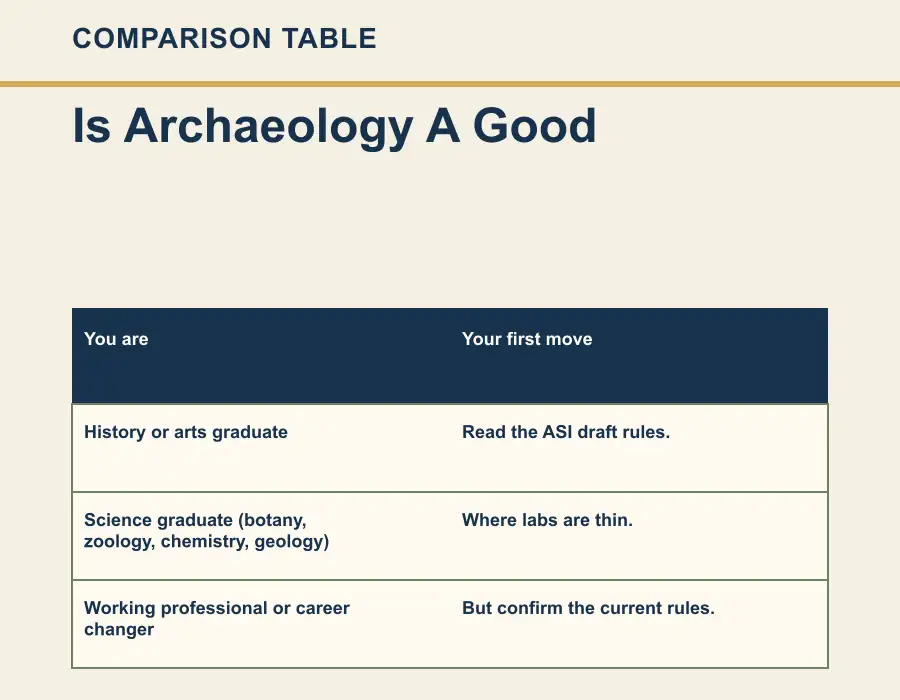 COMPARISON TABLE
Is Archaeology A Good
You are
Your first move
History or arts graduate
Read the ASI draft rules.
Science graduate (botany,
zoology, chemistry, geology)
Where labs are thin.
Working professional or career
changer
But confirm the current rules.